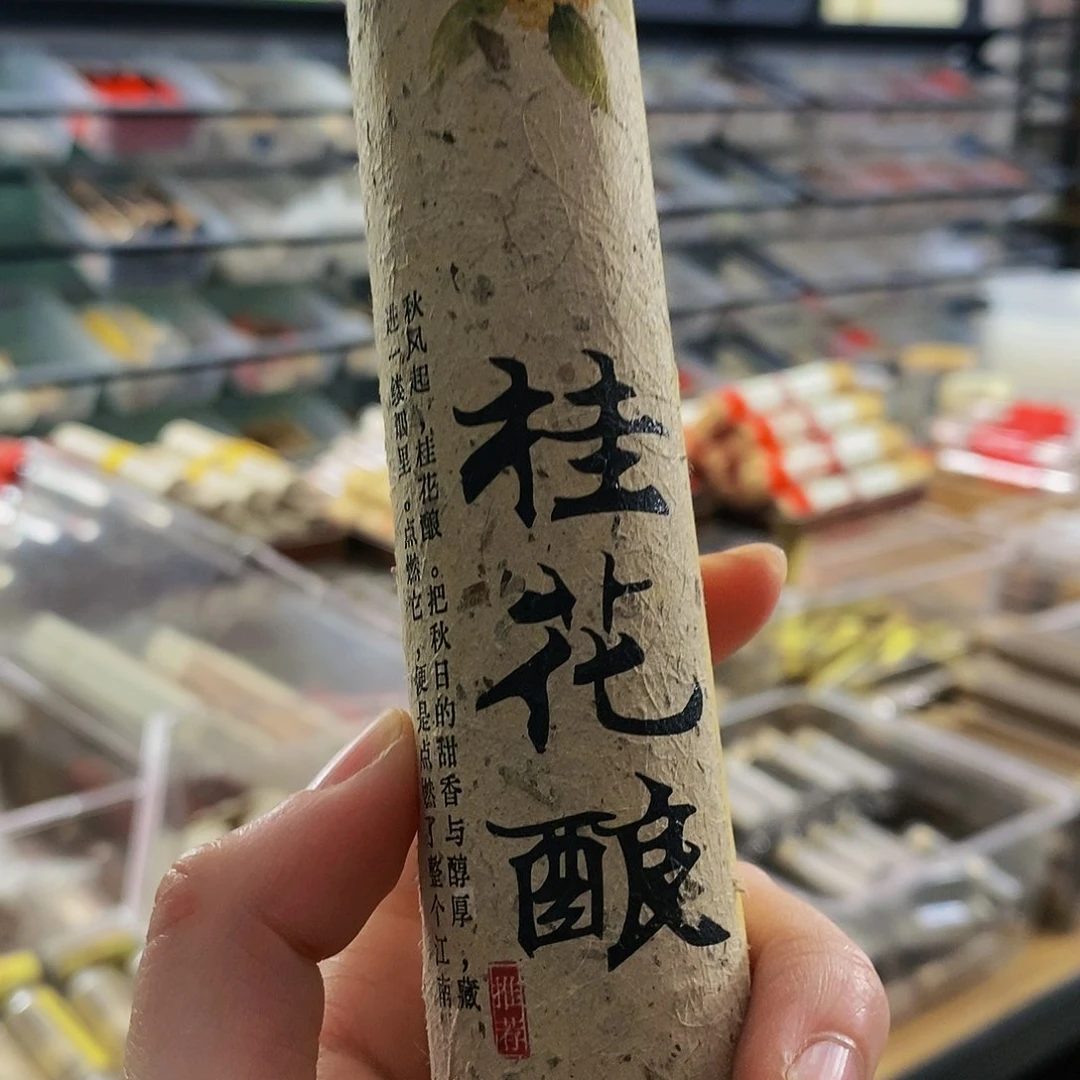 桂花酿
秋风起，桂花酿。把秋日的甜香与醇厚，藏
进一缕烟里。点燃它，便是点燃了整个江南
推荐